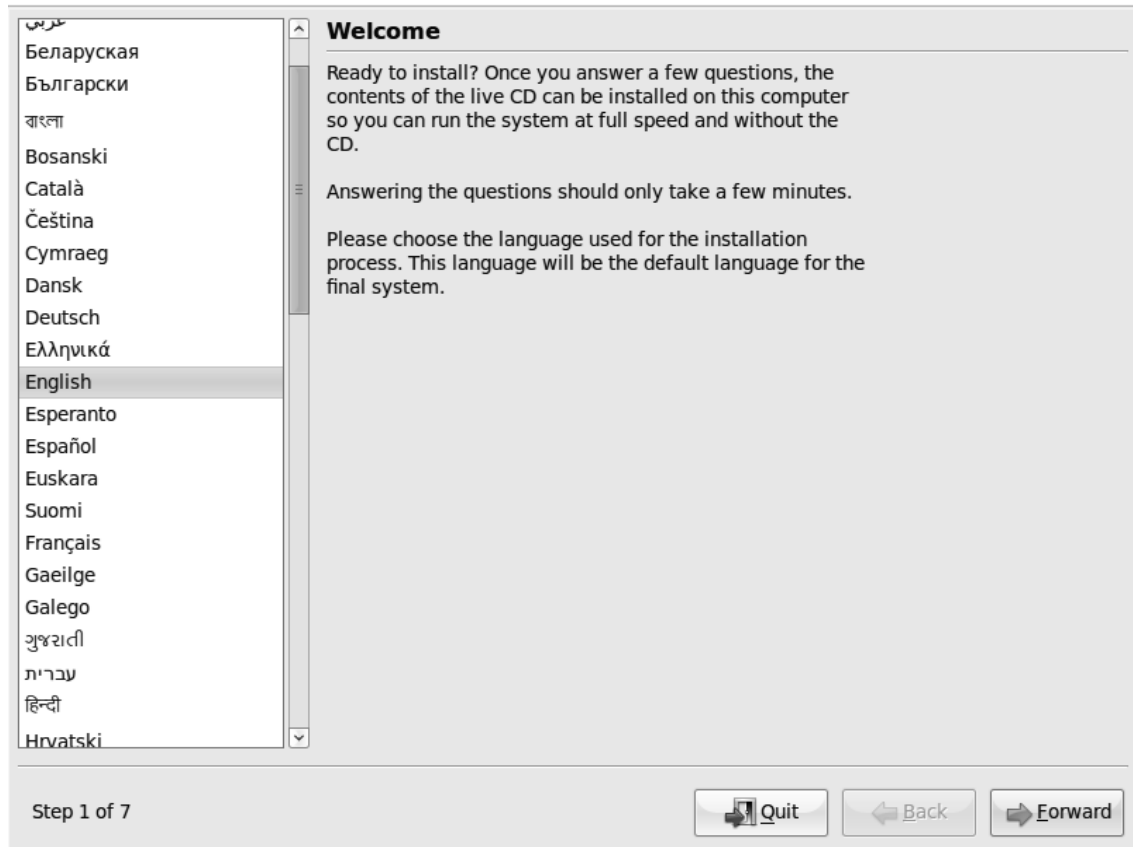 عربي
Беларуская
Български
বাংলা
Bosanski
Català
Čeština
Cymraeg
Dansk
Deutsch
Ελληνικά
English
Esperanto
Español
Euskara
Suomi
Français
Gaeilge
Galego
ગુજરાતી
עברית
हिन्दी
Hrvatski
Welcome
Ready to install? Once you answer a few questions, the
contents of the live CD can be installed on this computer
so you can run the system at full speed and without the
CD.
Answering the questions should only take a few minutes.
Please choose the language used for the installation
process. This language will be the default language for the
final system.
Step 1 of 7
Quit
Back
Forward